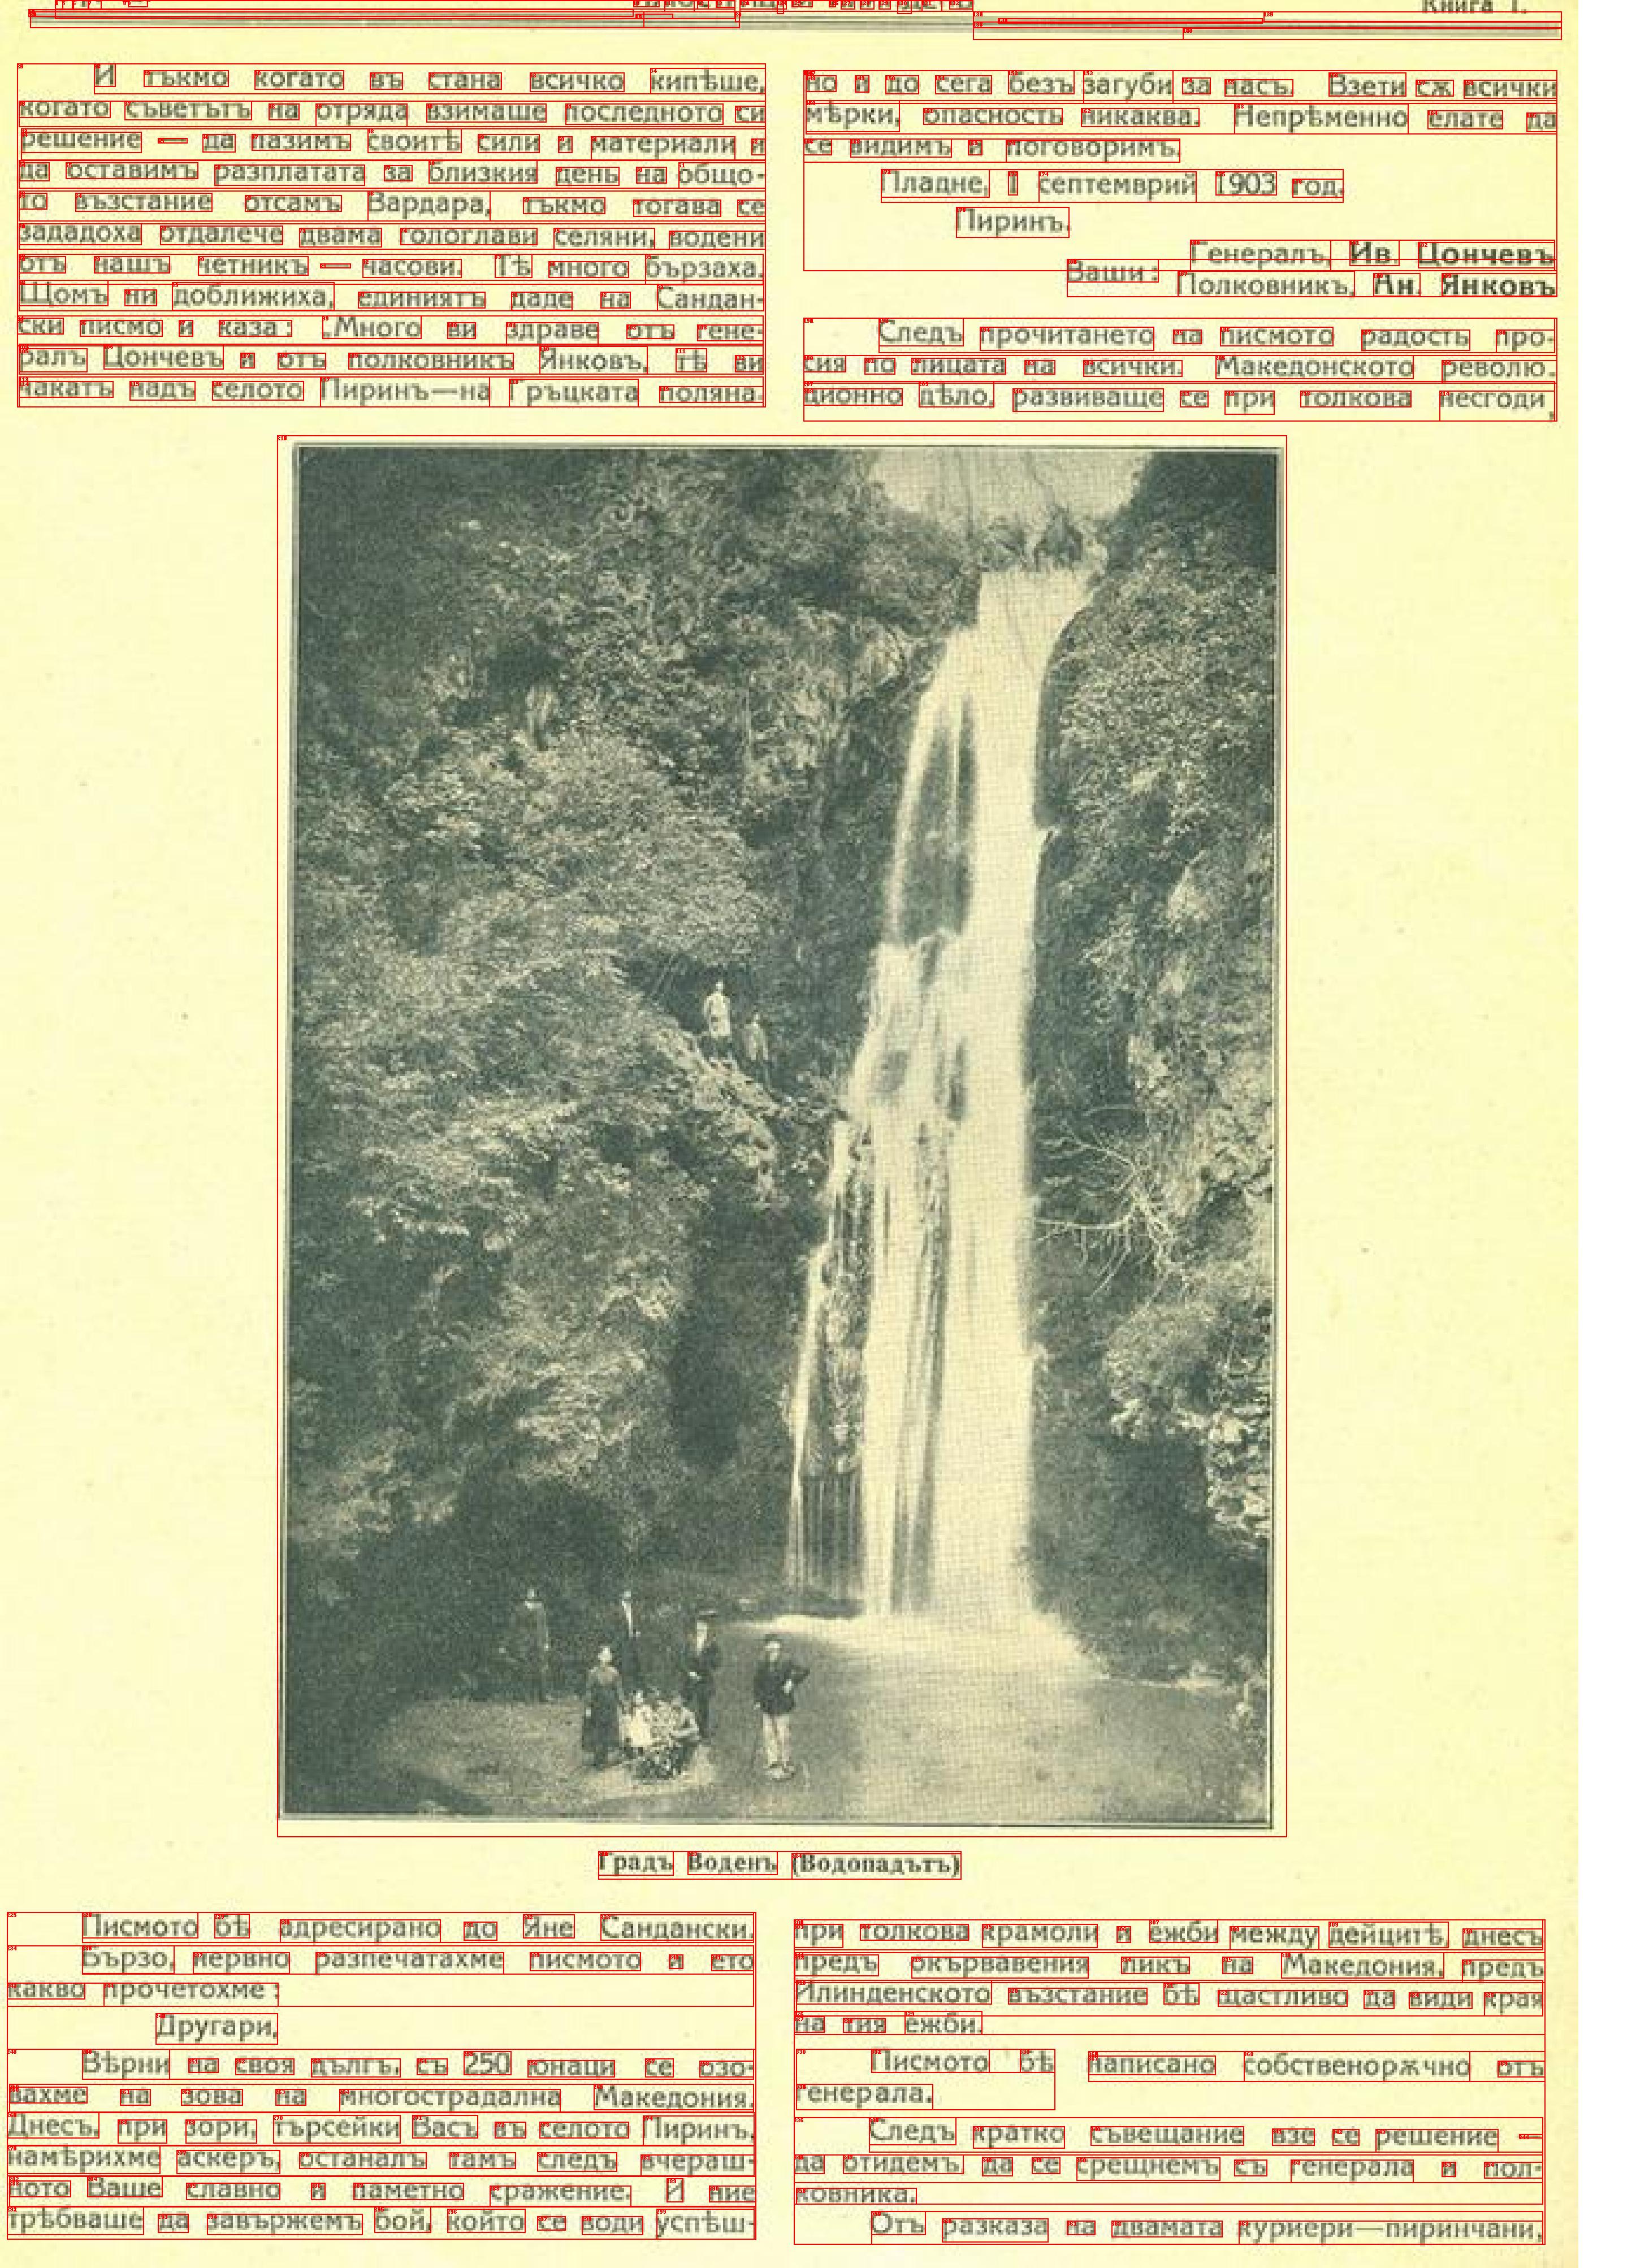 Книга 1.
И тъкмо когато въ стана всичко кипѣше,
когато съветътъ на отряда взимаше последното си
решение — да пазимъ своитѣ сили и материали и
да оставимъ разплатата за близкия день на общо-
то възстание отсамъ Вардара, тъкмо тогава се
зададоха отдалече двама гологлави селяни, водени
отъ нашъ четникъ — часови. Тѣ много бързаха.
Щомъ ни доближиха, единиятъ даде на Сандан-
ски писмо и каза: „Много ви здраве отъ гене-
ралъ Цончевъ и отъ полковникъ Янковъ, тѣ ви
чакатъ надъ селото Пиринъ—на Гръцката поляна.
но и до сега безъ загуби за насъ. Взети сѫ всички
мѣрки, опасность никаква. Непрѣменно елате да
се видимъ и поговоримъ.
Пладне, 1 септемврий 1903 год.
Пиринъ.
Ваши: Генералъ, Ив. Цончевъ
Полковникъ, Ан. Янковъ
Следъ прочитането на писмото радость про-
сия по лицата на всички. Македонското револю-
ционно дѣло, развиваще се при толкова несгоди,
Градъ Воденъ (Водопадътъ)
Писмото бѣ адресирано до Яне Сандански.
Бързо, нервно разпечатахме писмото и ето
какво прочетохме:
Другари,
Вѣрни на своя дългъ, съ 250 юнаци се озо-
вахме на зова на многострадална Македония.
Днесъ, при зори, търсейки Васъ въ селото Пиринъ,
намѣрихме аскеръ, останалъ тамъ следъ вчераш-
ното Ваше славно и паметно сражение. И ние
трѣбваше да завържемъ бой, който се води успѣш-
при толкова крамоли и ежби между дейцитѣ, днесъ
предъ окървавения ликъ на Македония, предъ
Илинденското възстание бѣ щастливо да види края
на тия ежби.
Писмото бѣ написано собственорѫчно отъ
генерала.
Следъ кратко съвещание взе се решение —
да отидемъ да се срещнемъ съ генерала и пол-
ковника.
Отъ разказа на двамата куриери—пиринчани,